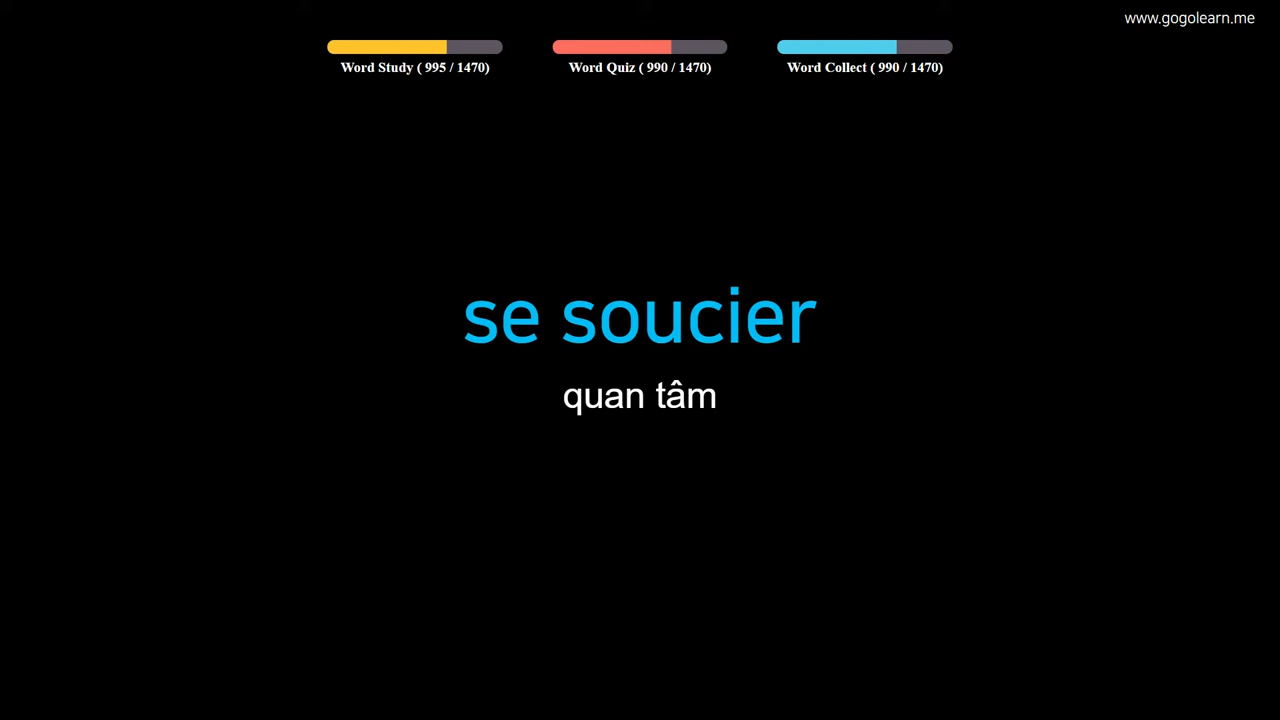 www.gogolearn.me
Word Study ( 995 / 1470)
Word Quiz ( 990 / 1470)
Word Collect ( 990 / 1470)
se soucier
quan tâm